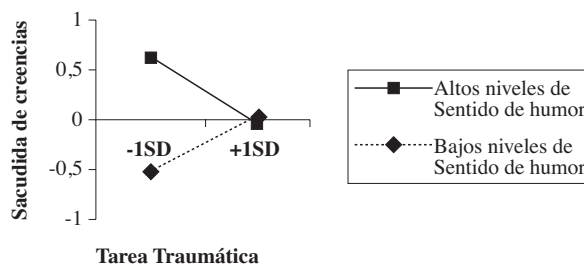 1
0,5
0
-0,5
-1
Sacudida de creencias
-1SD
+1SD
Tarea Traumática
Altos niveles de
Sentido de humor
Bajos niveles de
Sentido de humor